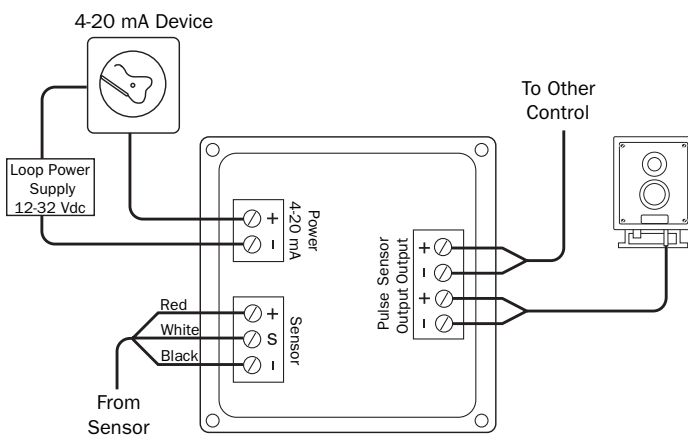 4-20 mA Device
To Other
Control
Loop Power
Supply
12-32 Vdc
Power
4-20 mA
+
-
Pulse Sensor
Output Output
+
-
+
-
Red
White
Black
+
S
-
Sensor
From
Sensor